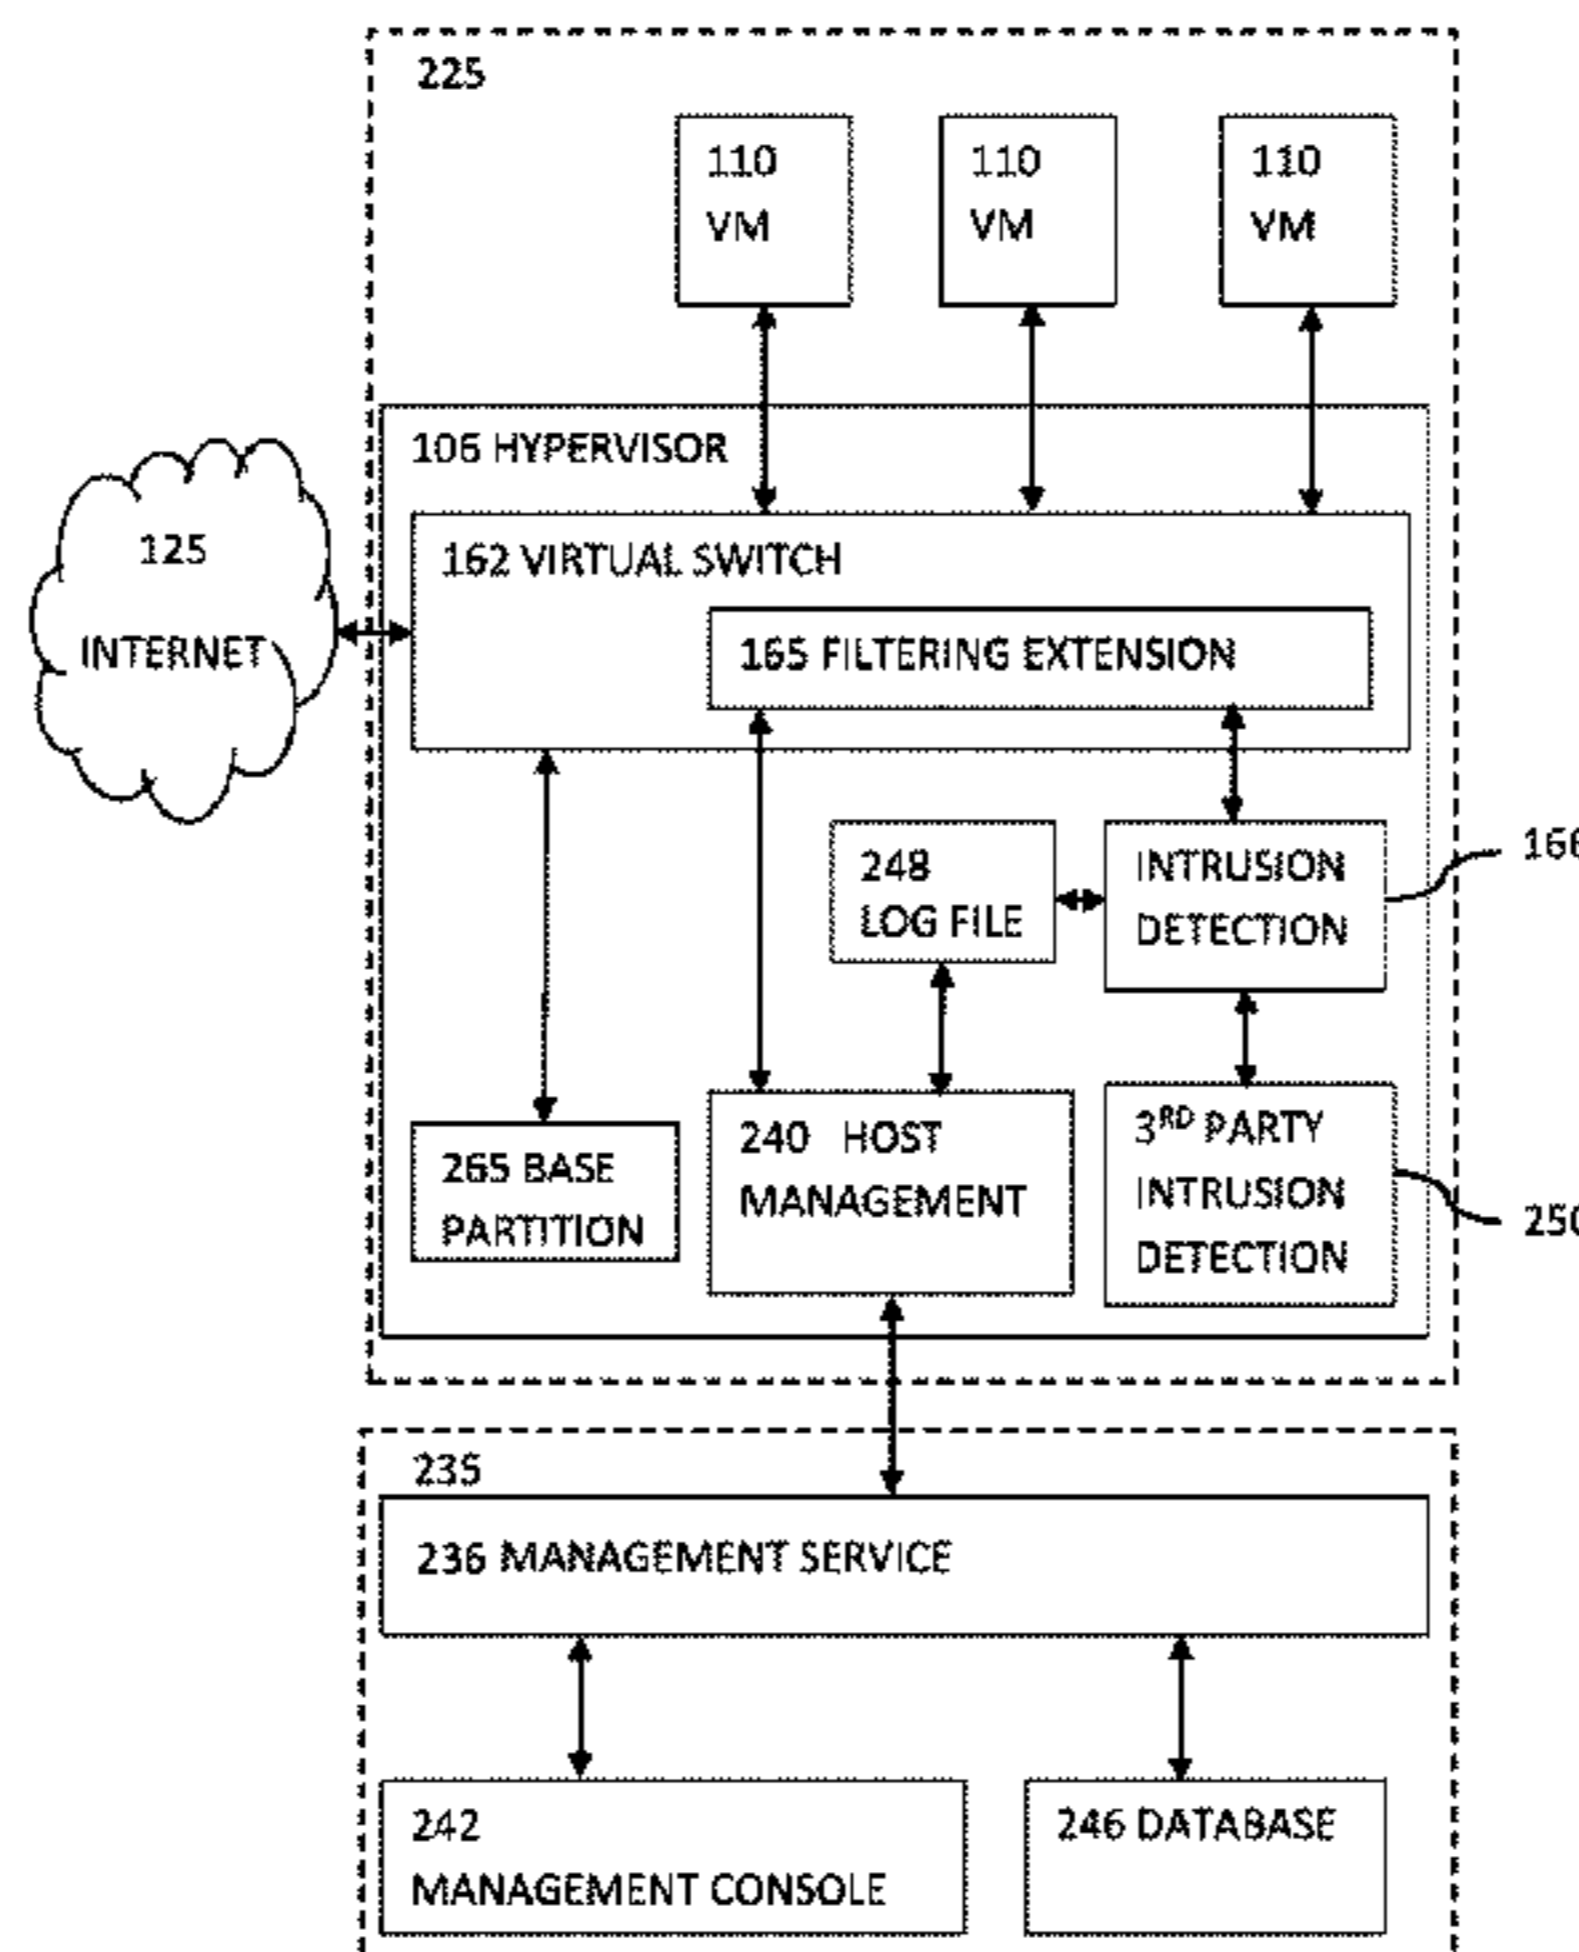 225
110
VM
110
VM
110
VM
106 HYPERVISOR
125
INTERNET
162 VIRTUAL SWITCH
165 FILTERING EXTENSION
248
LOG FILE
INTRUSION
DETECTION
166
265 BASE
PARTITION
240 HOST
MANAGEMENT
3RD PARTY
INTRUSION
DETECTION
250
235
236 MANAGEMENT SERVICE
242
MANAGEMENT CONSOLE
246 DATABASE